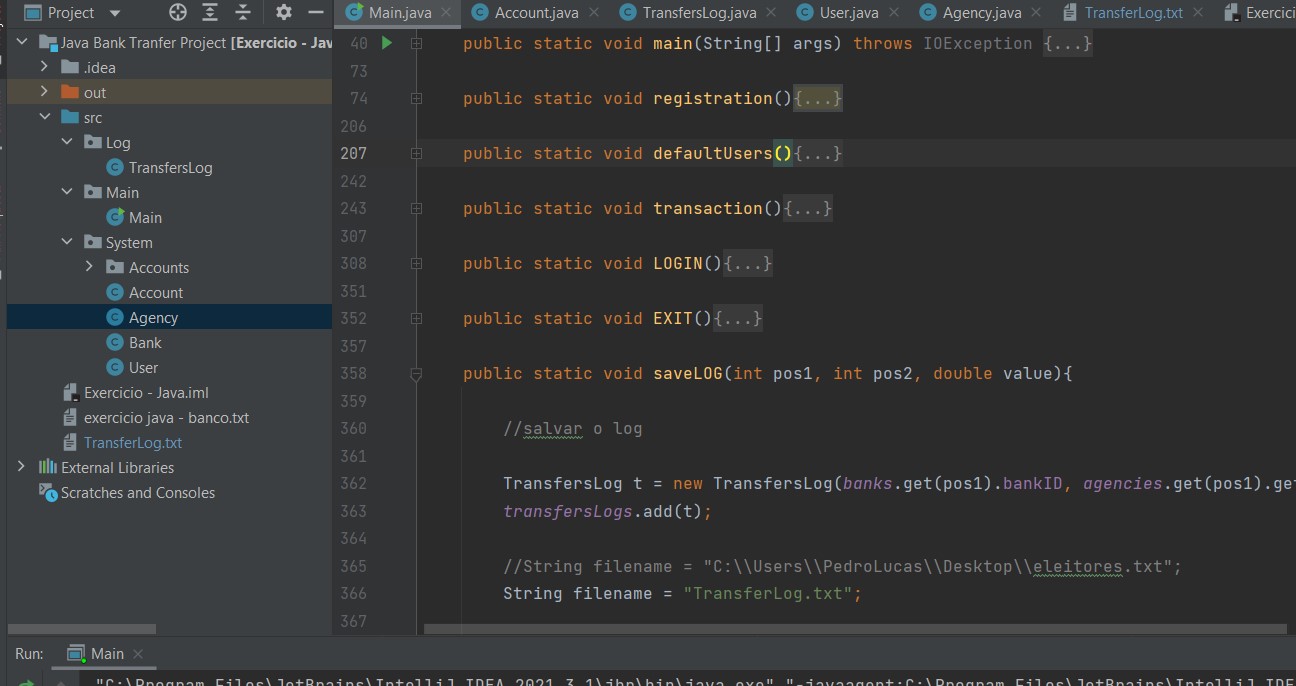 Project
Main.java
Account.java
TransfersLog.java
User.java
Agency.java
TransferLog.txt
Exercici
Java Bank Tranfer Project [Exercicio - Jav
.idea
out
src
Log
TransfersLog
Main
Main
System
Accounts
Account
Agency
Bank
User
Exercicio - Java.iml
exercicio java - banco.txt
TransferLog.txt
External Libraries
Scratches and Consoles
40 public static void main(String[] args) throws IOException {...}
73
74 public static void registration(){...}
206
207 public static void defaultUsers(){...}
242
243 public static void transaction(){...}
307
308 public static void LOGIN(){...}
351
352 public static void EXIT(){...}
357
358 public static void saveLOG(int pos1, int pos2, double value){
359
360 //salvar o log
361
362 TransfersLog t = new TransfersLog(banks.get(pos1).bankID, agencies.get(pos1).get
363 transfersLogs.add(t);
364
365 //String filename = "C:\\Users\\PedroLucas\\Desktop\\eleitores.txt";
366 String filename = "TransferLog.txt";
367
Run: Main
"C:\Program Files\JetBrains\IntelliJ IDEA 2021.3.1\jbr\bin\java.exe" "-javaagent:C:\Program Files\JetBrains\IntelliJ IDE